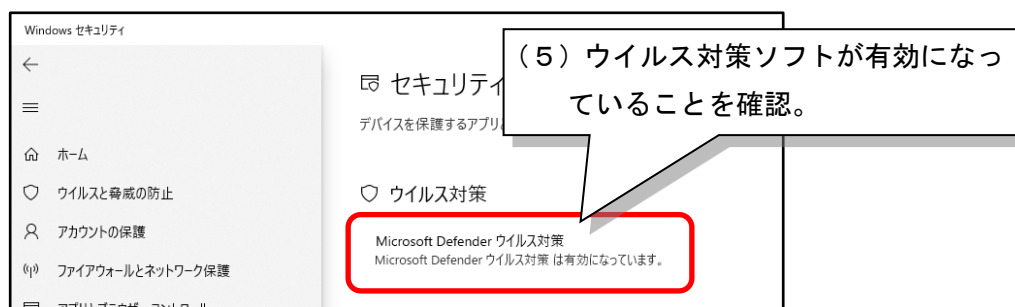 Windows セキュリティ
ホーム
ウイルスと脅威の防止
アカウントの保護
ファイアウォールとネットワーク保護
セキュリティ
デバイスを保護するアプリ
ウイルス対策
Microsoft Defender ウイルス対策
Microsoft Defender ウイルス対策 は有効になっています。
(5)ウイルス対策ソフトが有効になっ
ていることを確認。